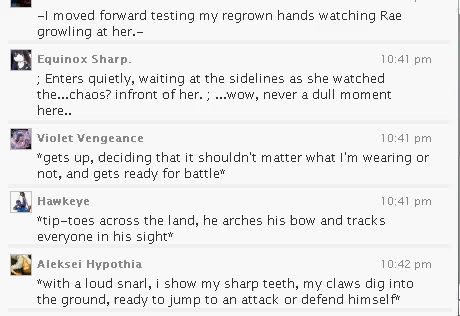 -I moved forward testing my regrown hands watching Rae
growling at her.-
Equinox Sharp. 10:41 pm
; Enters quietly, waiting at the sidelines as she watched
the...chaos? infront of her. ; ...wow, never a dull moment
here..
Violet Vengeance 10:41 pm
*gets up, deciding that it shouldn't matter what I'm wearing or
not, and gets ready for battle*
Hawkeye 10:41 pm
*tip-toes across the land, he arches his bow and tracks
everyone in his sight*
Aleksei Hypothia 10:42 pm
*with a loud snarl, i show my sharp teeth, my claws dig into
the ground, ready to jump to an attack or defend himself*